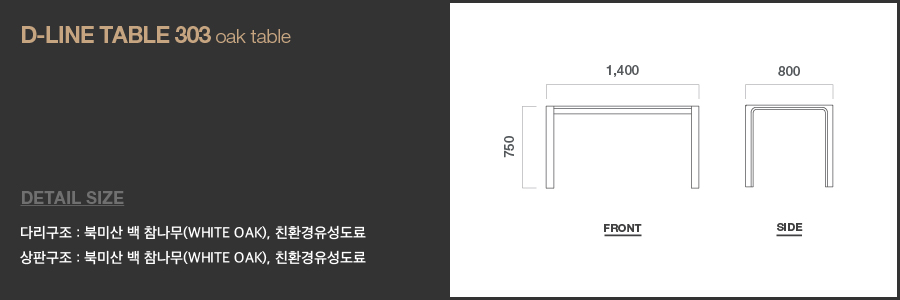 D-LINE TABLE 303 oak table
DETAIL SIZE
다리구조 : 북미산 백 참나무(WHITE OAK), 친환경유성도료
상판구조 : 북미산 백 참나무(WHITE OAK), 친환경유성도료
1,400
800
750
FRONT
SIDE